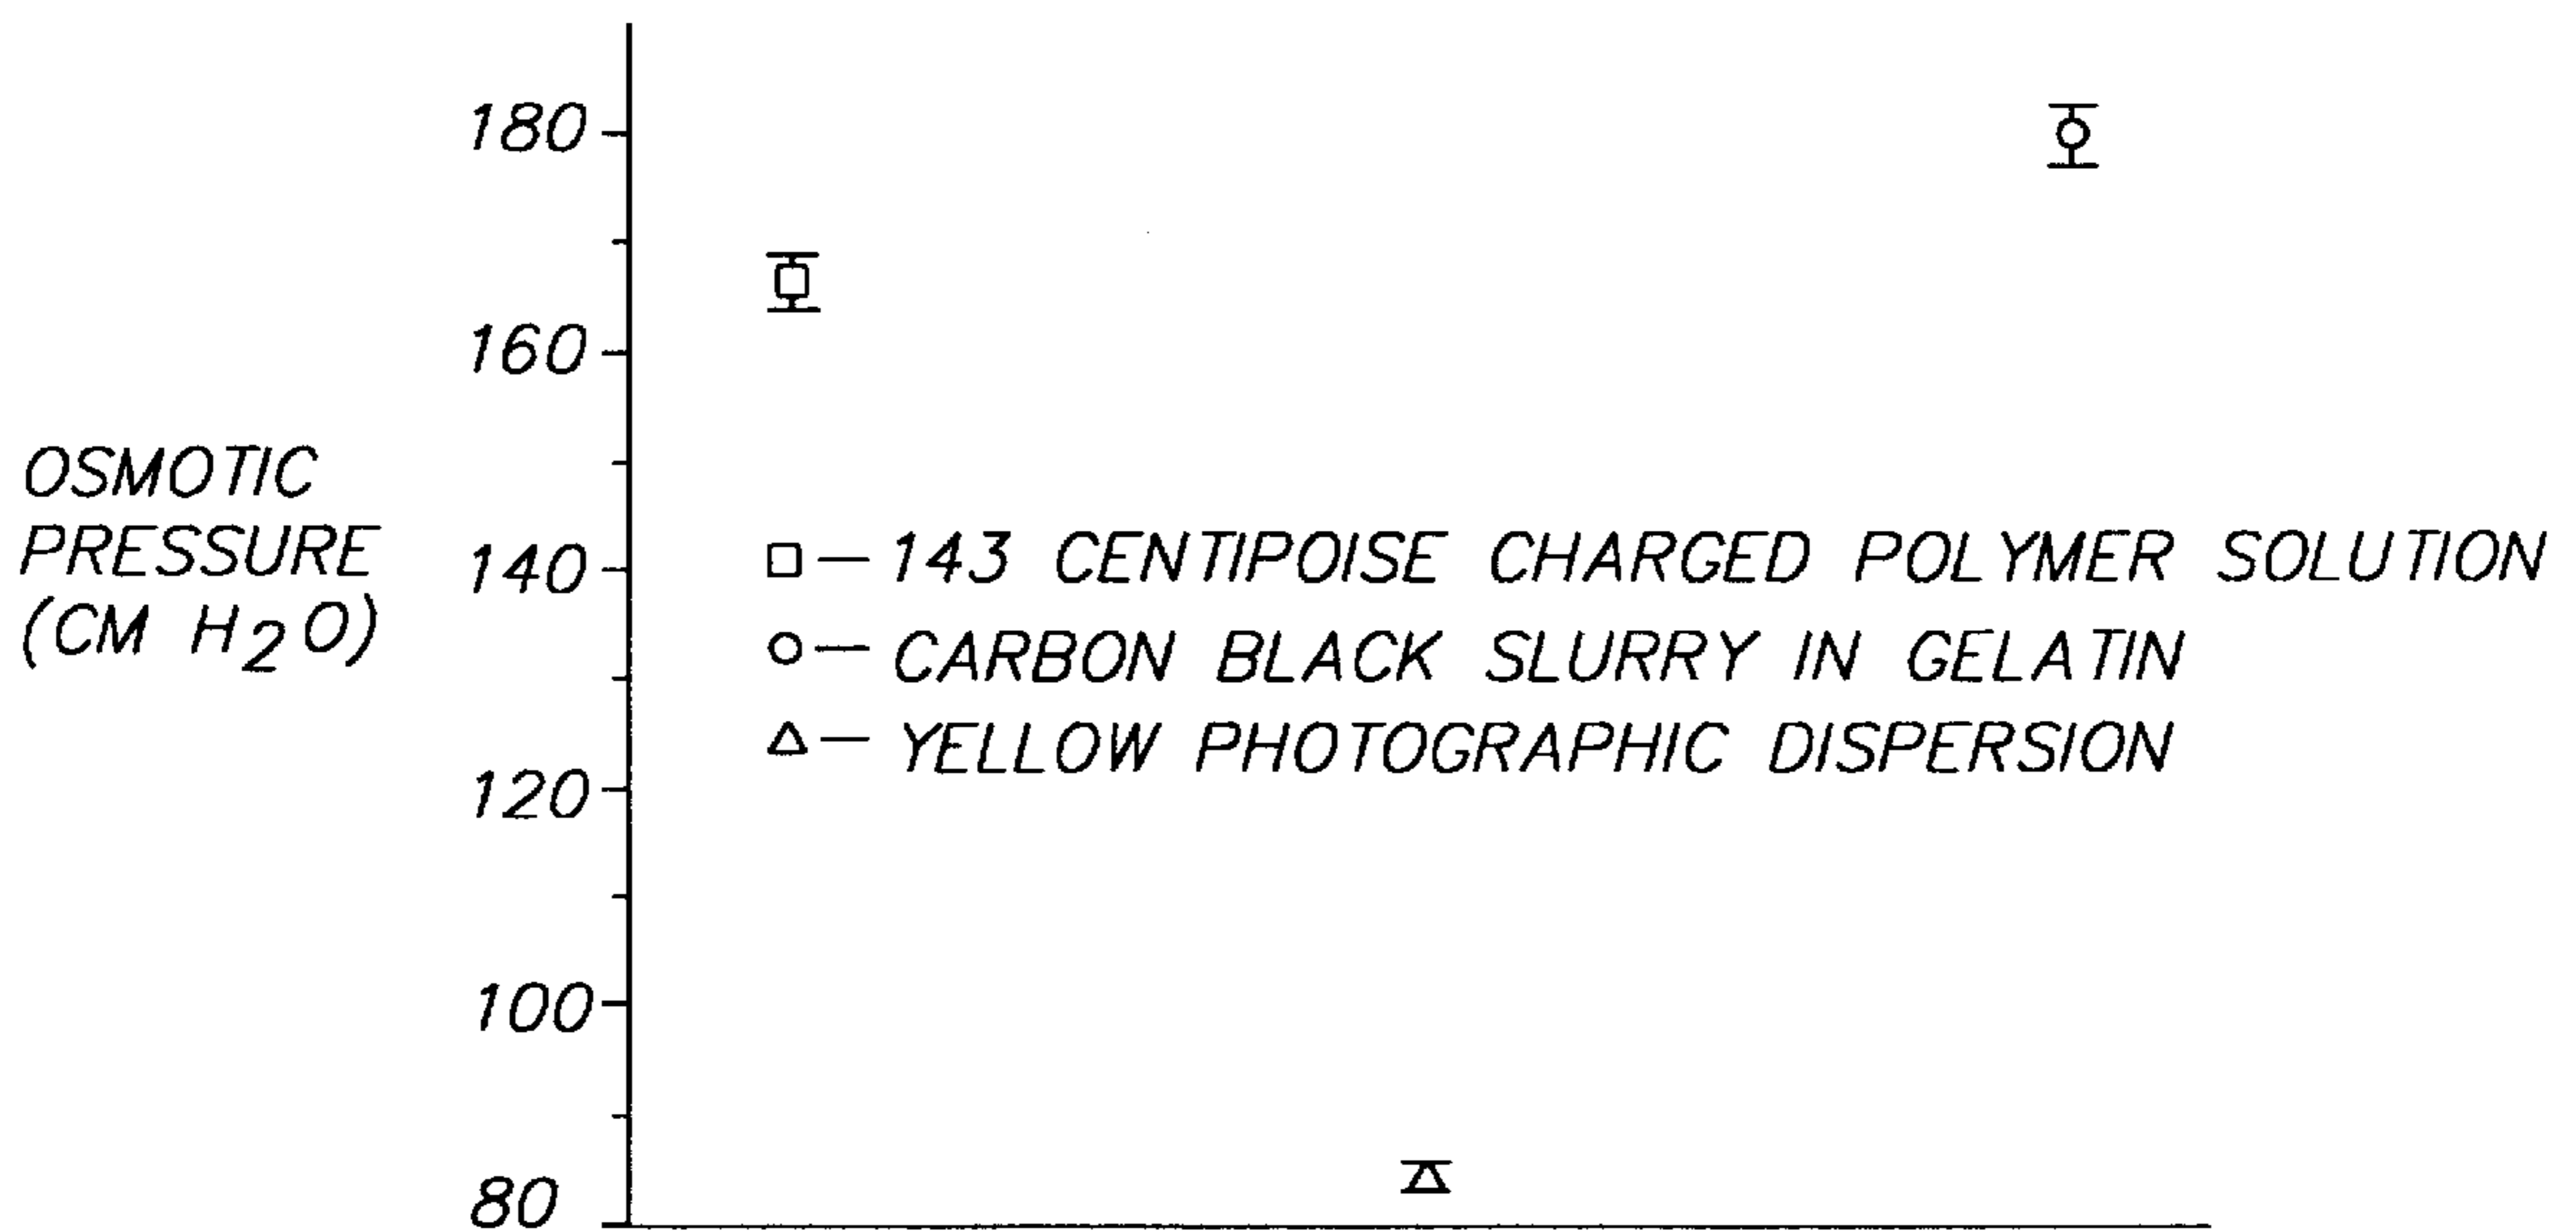 180
160
OSMOTIC
PRESSURE
(CM H₂O)
140
120
100
80
□ — 143 CENTIPOISE CHARGED POLYMER SOLUTION
○ — CARBON BLACK SLURRY IN GELATIN
△ — YELLOW PHOTOGRAPHIC DISPERSION